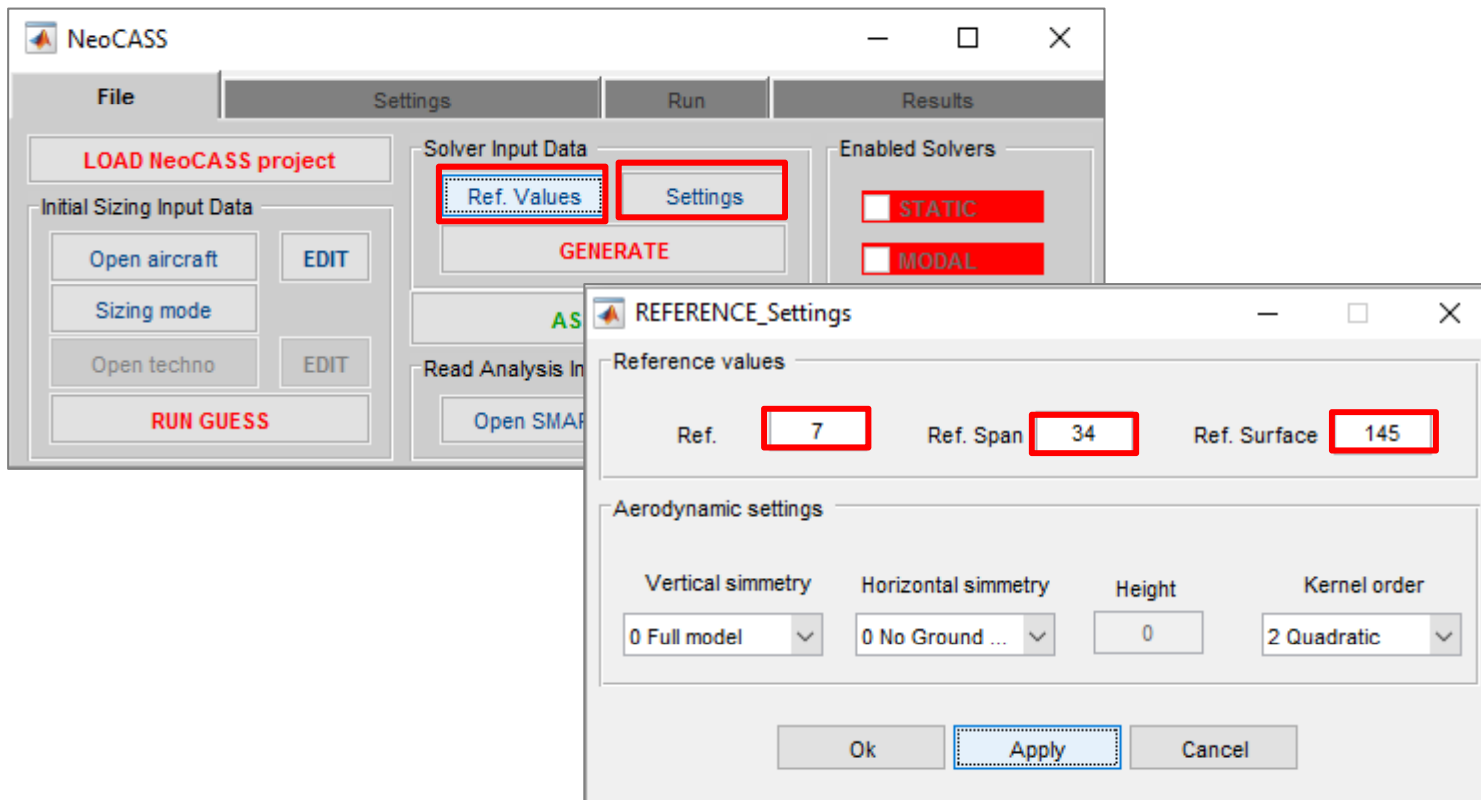 NeoCASS
File Settings Run Results
LOAD NeoCASS project
Solver Input Data
Enabled Solvers
Ref. Values Settings
STATIC
Initial Sizing Input Data
Open aircraft EDIT
GENERATE
MODAL
Sizing mode
AS
Open techno EDIT
Read Analysis In
RUN GUESS
Open SMAR
REFERENCE_Settings
Reference values
Ref. 7 Ref. Span 34 Ref. Surface 145
Aerodynamic settings
Vertical simmetry Horizontal simmetry Height Kernel order
0 Full model 0 No Ground ... 0 2 Quadratic
Ok Apply Cancel